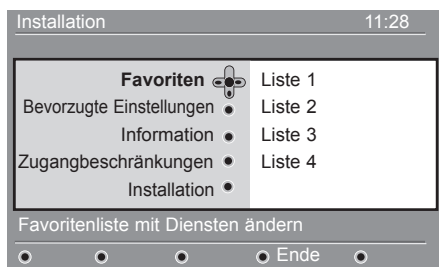 Installation 11:28
Favoriten Liste 1
Bevorzugte Einstellungen Liste 2
Information Liste 3
Zugangbeschränkungen Liste 4
Installation
Favoritenliste mit Diensten ändern
Ende